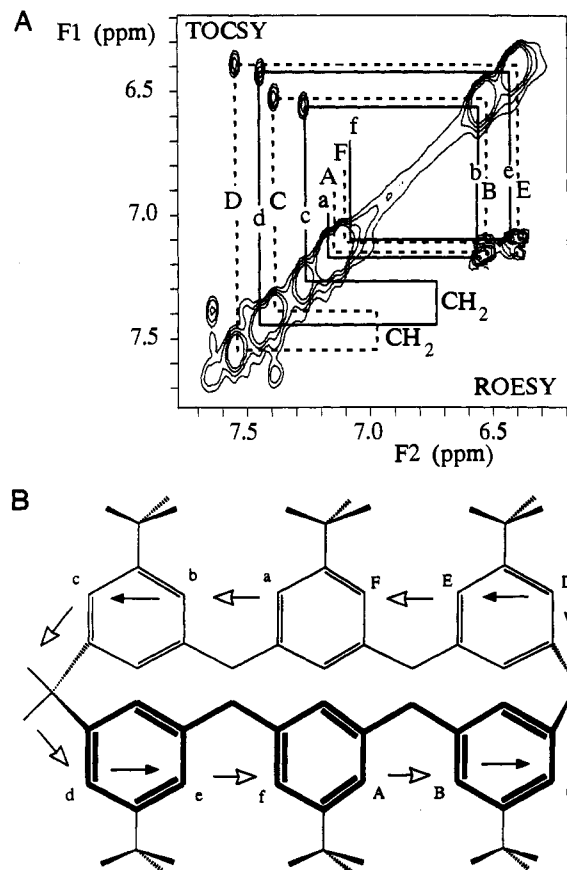 A
F1 (ppm)
TOCSY
6.5
7.0
7.5
D
d
C
c
a
A
F
f
b
B
e
E
CH2
CH2
ROESY
7.5
7.0
6.5
F2 (ppm)
B
c
b
a
F
E
D
d
e
f
A
B